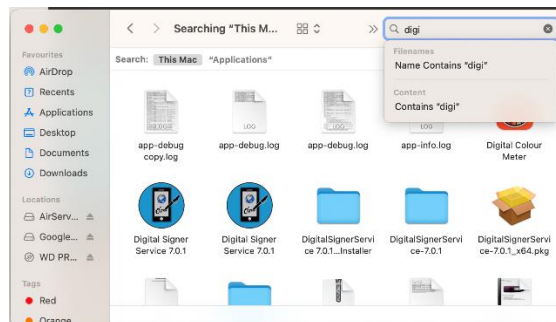 Searching "This M...
digi
Filenames
Name Contains "digi"
Content
Contains "digi"
Search: This Mac "Applications"
Favourites
AirDrop
Recents
Applications
Desktop
Documents
Downloads
Locations
AirServ...
Google...
WD PR...
Tags
Red
Orange
LOG
LOG
app-debug
copy.log
app-debug.log
app-debug.log
app-info.log
Digital Colour
Meter
Digital Signer
Service 7.0.1
Digital Signer
Service 7.0.1
DigitalSignerServi
ce 7.0.1...Installer
DigitalSignerServi
ce-7.0.1
DigitalSignerServi
ce-7.0.1_x64.pkg